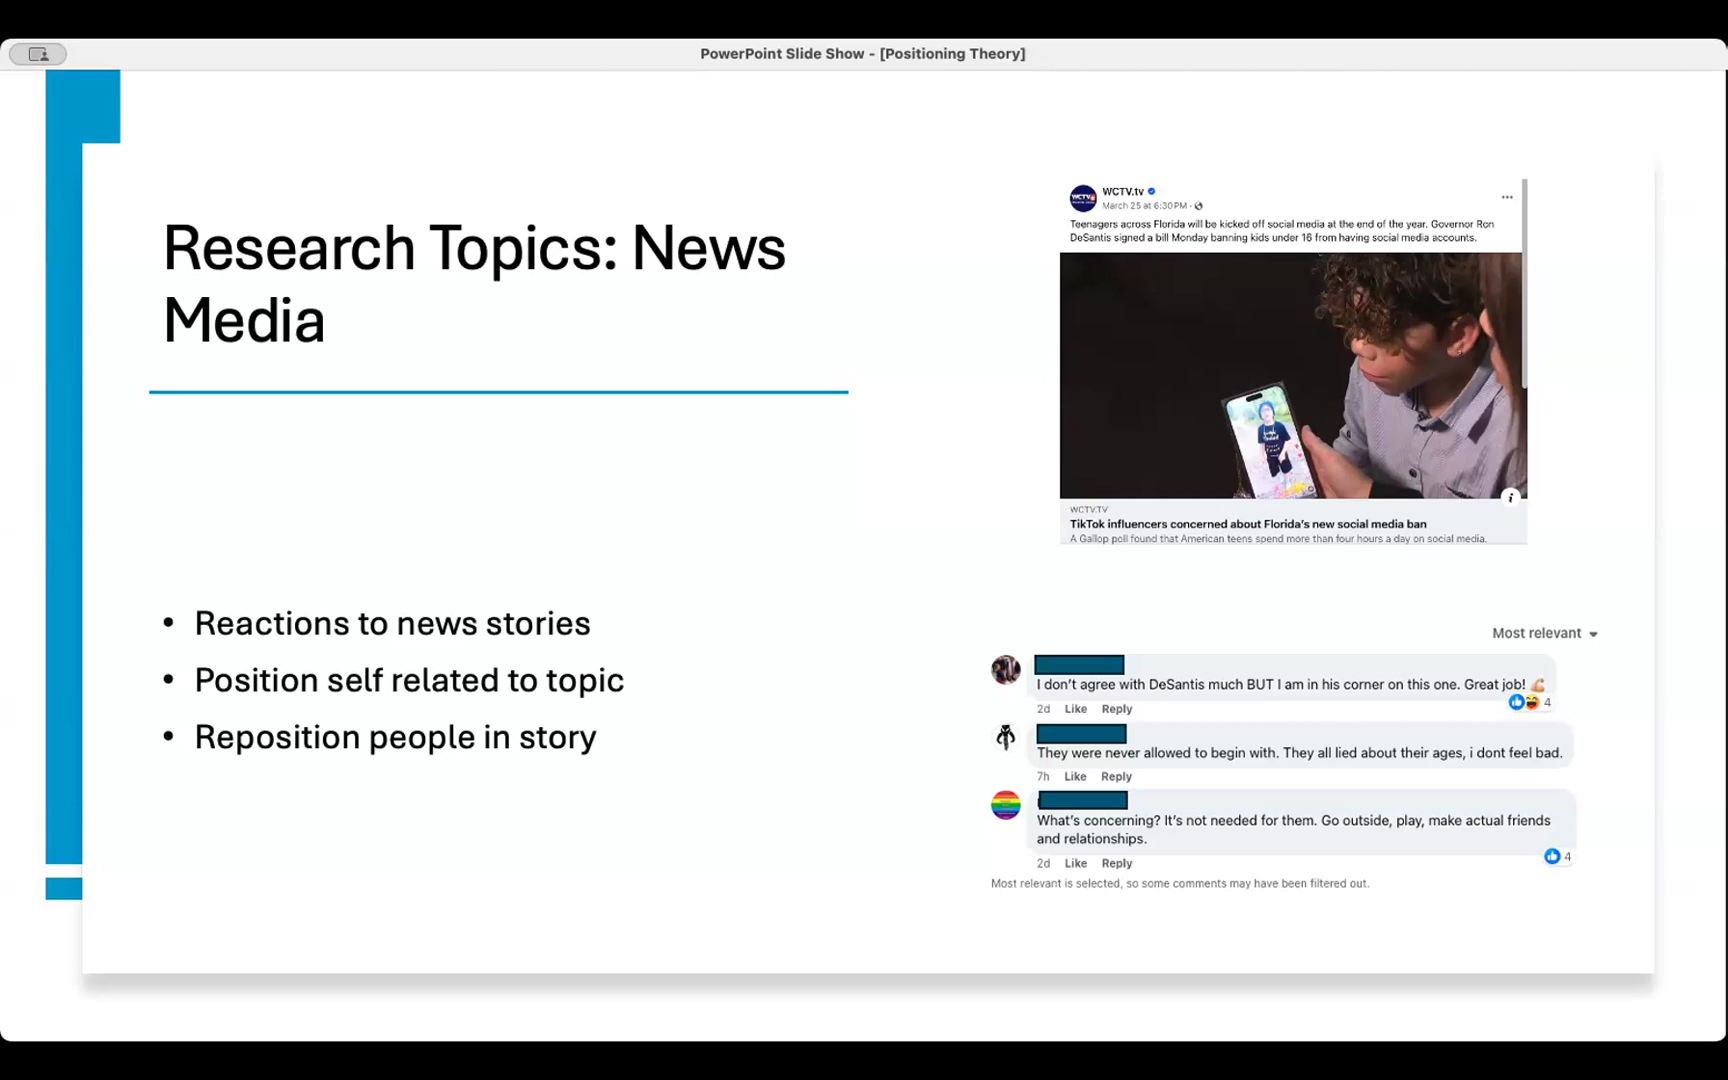 PowerPoint Slide Show - [Positioning Theory]
Research Topics: News
Media
• Reactions to news stories
• Position self related to topic
• Reposition people in story
WCTV.tv
March 25 at 6:30 PM ·
Teenagers across Florida will be kicked off social media at the end of the year. Governor Ron
DeSantis signed a bill Monday banning kids under 16 from having social media accounts.
WCTV.TV
TikTok influencers concerned about Florida's new social media ban
A Gallop poll found that American teens spend more than four hours a day on social media.
Most relevant
I don't agree with DeSantis much BUT I am in his corner on this one. Great job! 💪
4
2d Like Reply
They were never allowed to begin with. They all lied about their ages, i dont feel bad.
7h Like Reply
What's concerning? It's not needed for them. Go outside, play, make actual friends
and relationships.
4
2d Like Reply
Most relevant is selected, so some comments may have been filtered out.